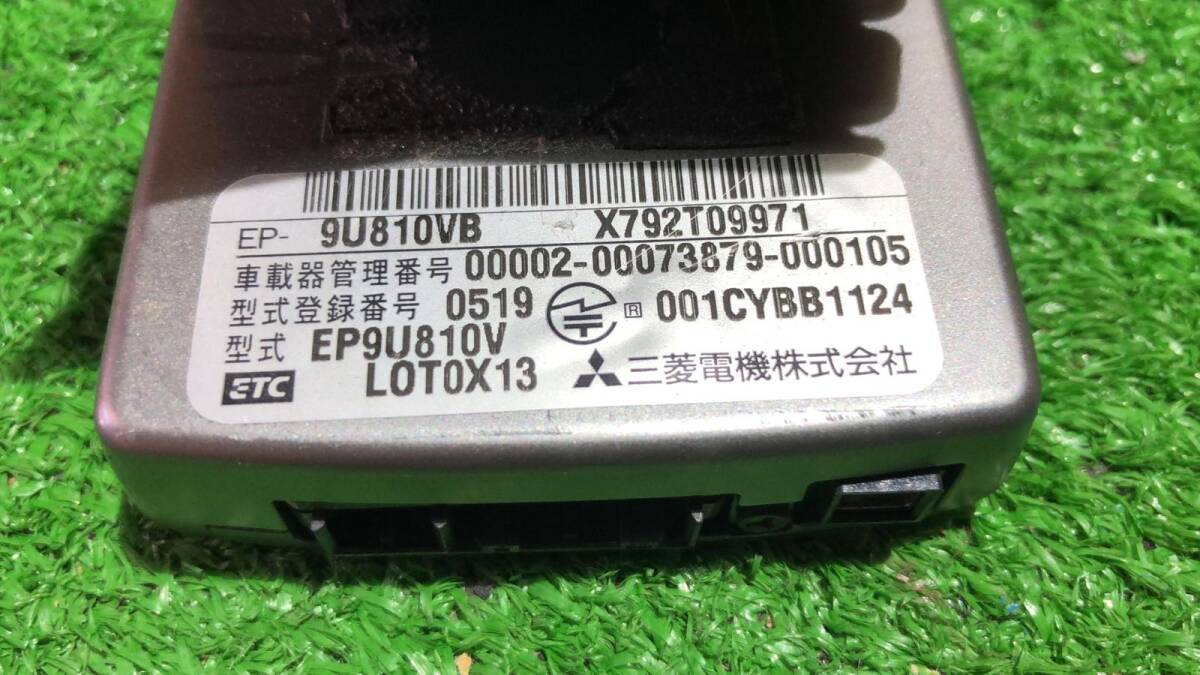 EP- 9U810VB X792T09971
車載器管理番号 00002-00073879-000105
型式登録番号 0519 R 001CYBB1124
型式 EP9U810V
ETC LOT0X13 三菱電機株式会社